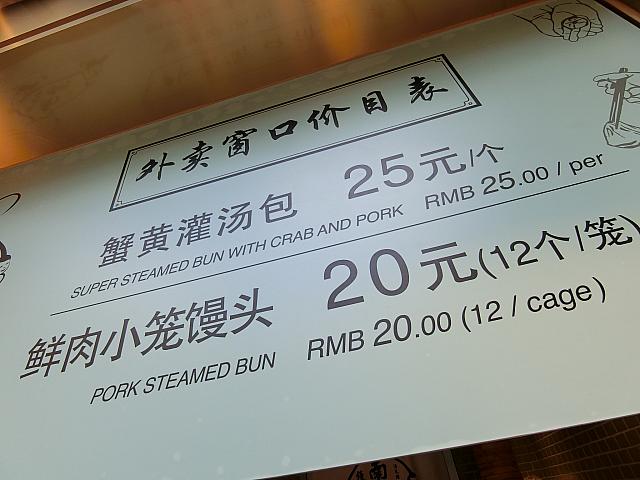 外卖窗口价目表
蟹黄灌汤包 25元/个
SUPER STEAMED BUN WITH CRAB AND PORK RMB 25.00 / per
鲜肉小笼馒头 20元(12个/笼)
PORK STEAMED BUN RMB 20.00 (12 / cage)
南